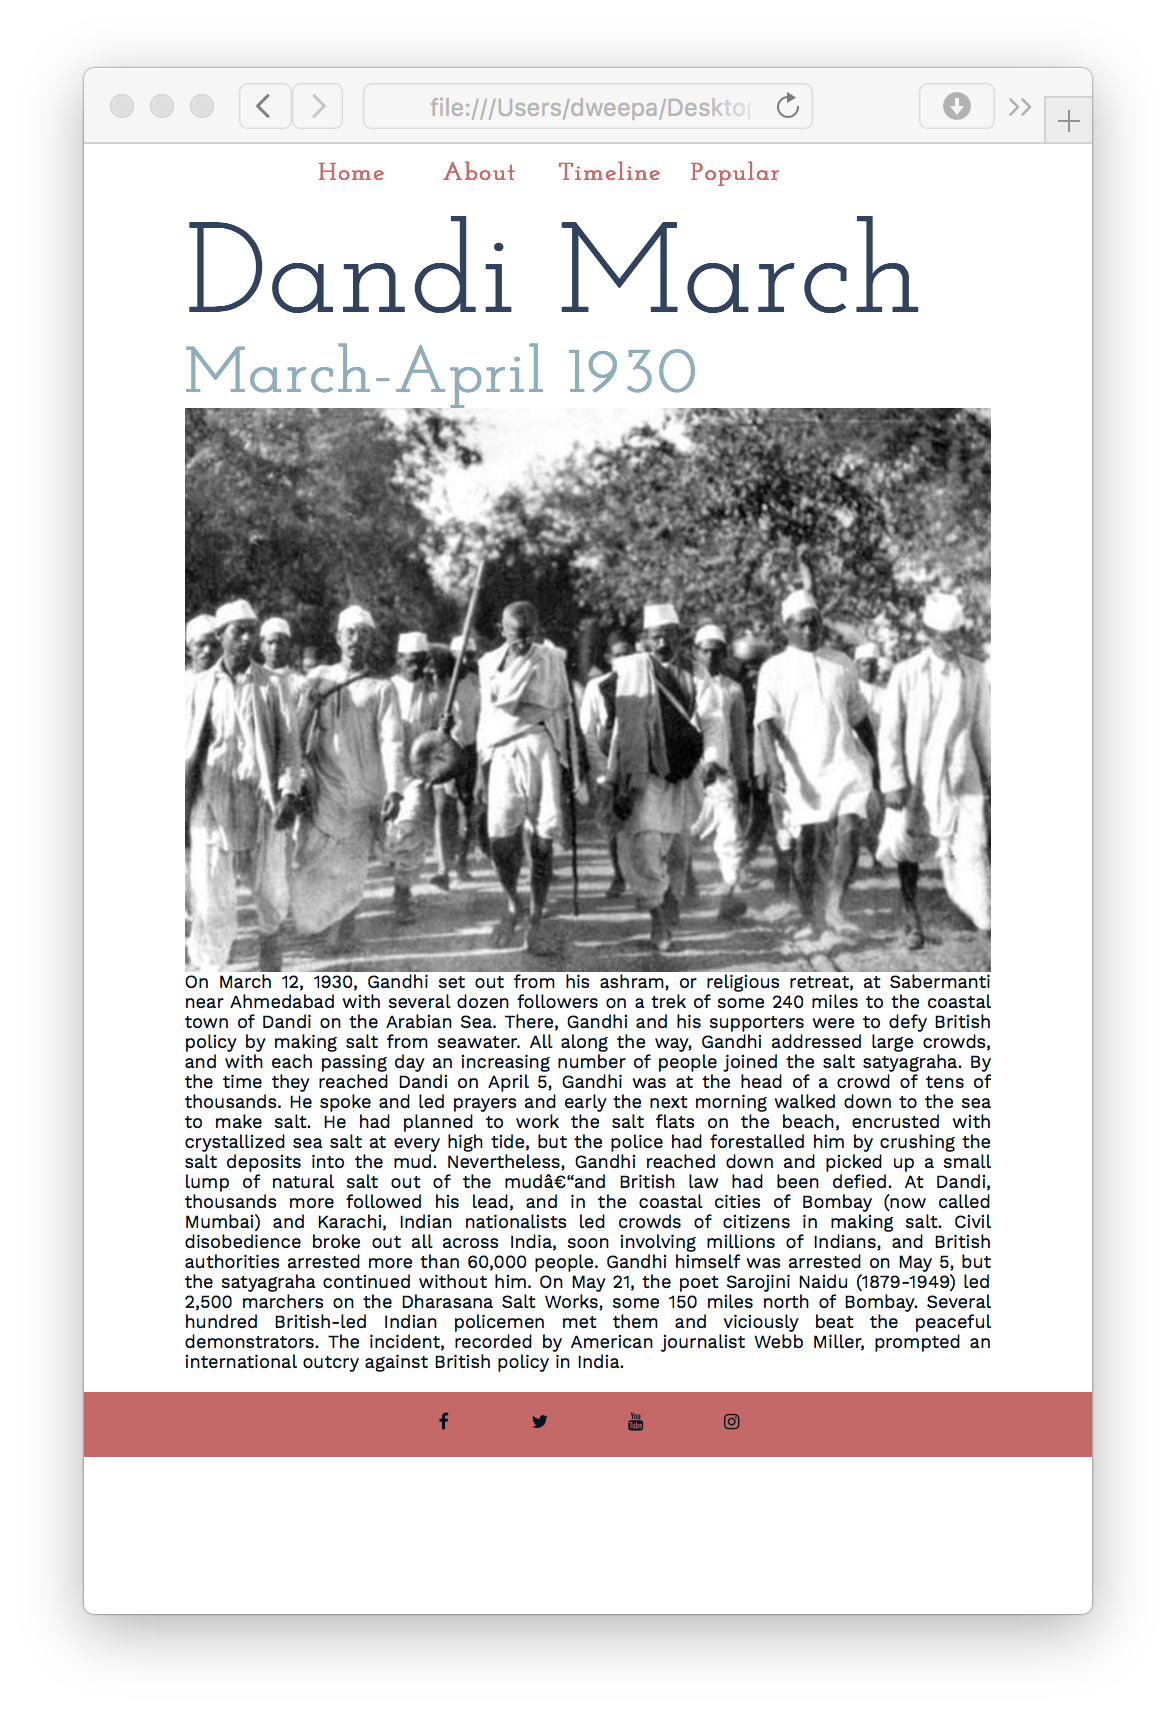 file:///Users/dweepa/Desktop
Home About Timeline Popular
Dandi March
March-April 1930
On March 12, 1930, Gandhi set out from his ashram, or religious retreat, at Sabermanti
near Ahmedabad with several dozen followers on a trek of some 240 miles to the coastal
town of Dandi on the Arabian Sea. There, Gandhi and his supporters were to defy British
policy by making salt from seawater. All along the way, Gandhi addressed large crowds,
and with each passing day an increasing number of people joined the salt satyagraha. By
the time they reached Dandi on April 5, Gandhi was at the head of a crowd of tens of
thousands. He spoke and led prayers and early the next morning walked down to the sea
to make salt. He had planned to work the salt flats on the beach, encrusted with
crystallized sea salt at every high tide, but the police had forestalled him by crushing the
salt deposits into the mud. Nevertheless, Gandhi reached down and picked up a small
lump of natural salt out of the mudâ€“and British law had been defied. At Dandi,
thousands more followed his lead, and in the coastal cities of Bombay (now called
Mumbai) and Karachi, Indian nationalists led crowds of citizens in making salt. Civil
disobedience broke out all across India, soon involving millions of Indians, and British
authorities arrested more than 60,000 people. Gandhi himself was arrested on May 5, but
the satyagraha continued without him. On May 21, the poet Sarojini Naidu (1879-1949) led
2,500 marchers on the Dharasana Salt Works, some 150 miles north of Bombay. Several
hundred British-led Indian policemen met them and viciously beat the peaceful
demonstrators. The incident, recorded by American journalist Webb Miller, prompted an
international outcry against British policy in India.
You
Tube